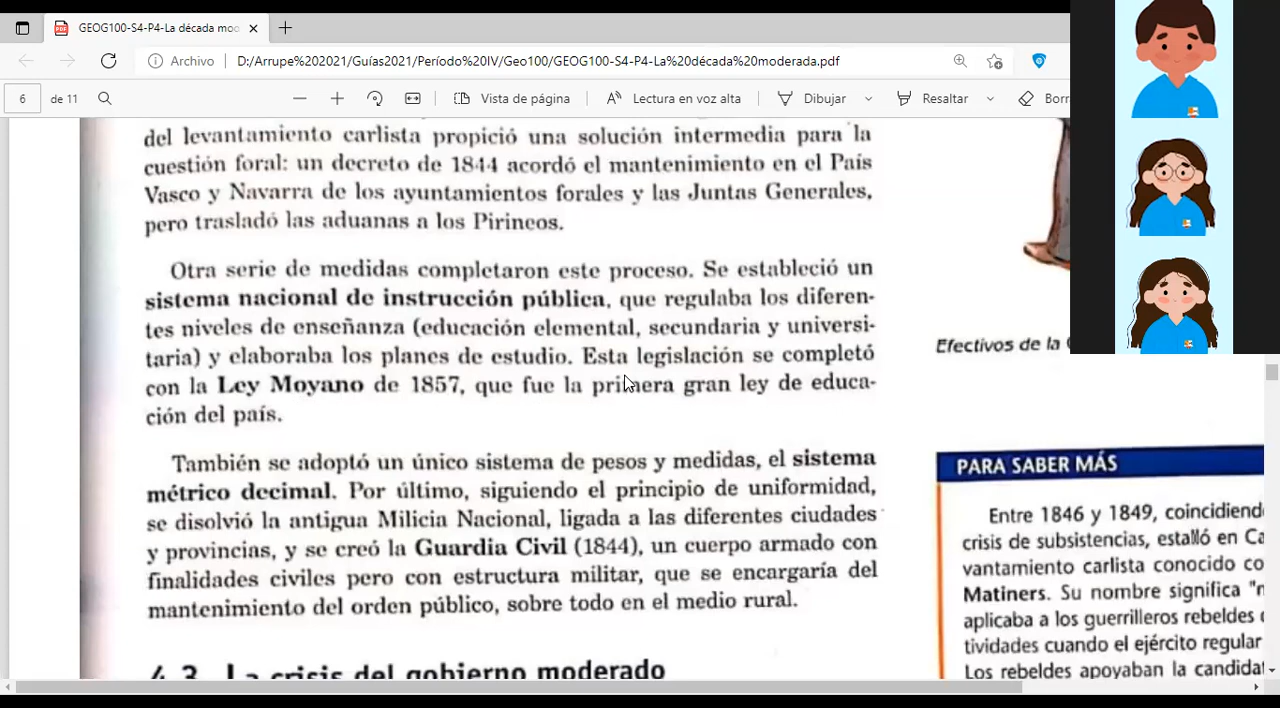 GEOG100-S4-P4-La década mo
Archivo
D:/Arrupe%202021/Guías2021/Período%20IV/Geo100/GEOG100-S4-P4-La%20década%20moderada.pdf
6 de 11
Vista de página
Lectura en voz alta
Dibujar
Resaltar
Borr
del levantamiento carlista propició una solución intermedia para la
cuestión foral: un decreto de 1844 acordó el mantenimiento en el País
Vasco y Navarra de los ayuntamientos forales y las Juntas Generales,
pero trasladó las aduanas a los Pirineos.
Otra serie de medidas completaron este proceso. Se estableció un
sistema nacional de instrucción pública, que regulaba los diferen-
tes niveles de enseñanza (educación elemental, secundaria y universi-
taria) y elaboraba los planes de estudio. Esta legislación se completó
con la Ley Moyano de 1857, que fue la primera gran ley de educa-
ción del país.
También se adoptó un único sistema de pesos y medidas, el sistema
métrico decimal. Por último, siguiendo el principio de uniformidad,
se disolvió la antigua Milicia Nacional, ligada a las diferentes ciudades
y provincias, y se creó la Guardia Civil (1844), un cuerpo armado con
finalidades civiles pero con estructura militar, que se encargaría del
mantenimiento del orden público, sobre todo en el medio rural.
4.3. La crisis del gobierno moderado
Efectivos de la
PARA SABER MÁS
Entre 1846 y 1849, coincidiend
crisis de subsistencias, estalló en Ca
vantamiento carlista conocido co
Matiners. Su nombre significa "
aplicaba a los guerrilleros rebeldes
tividades cuando el ejército regular
Los rebeldes apoyaban la candida